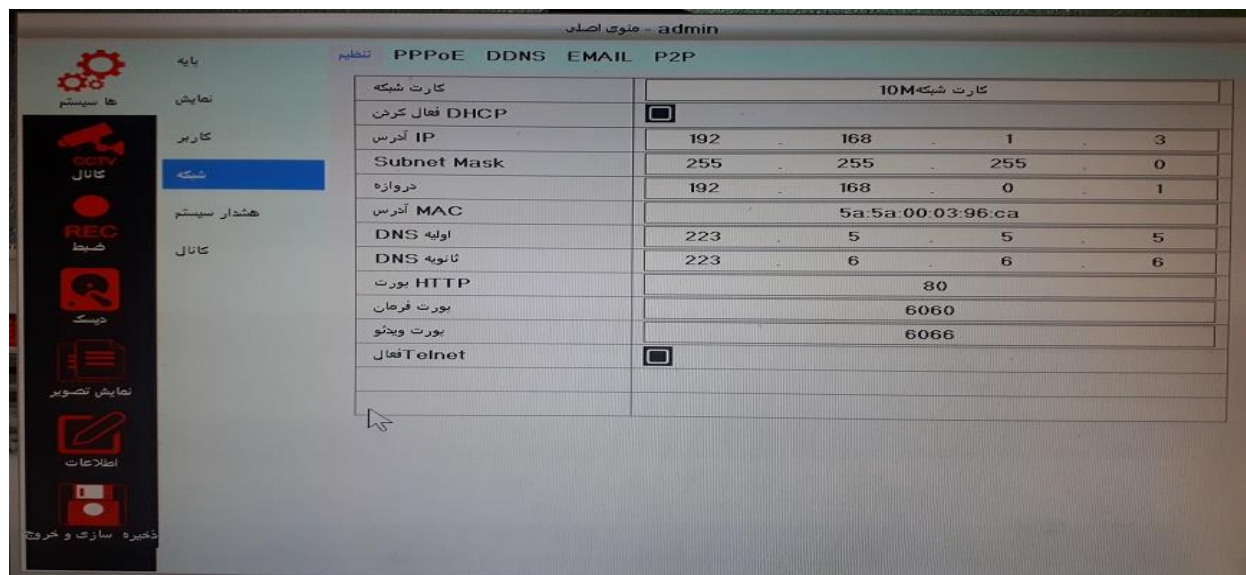 admin - منوی اصلی
ها سیستم
CCTV
کانال
REC
ضبط
دیسک
نمایش تصویر
اطلاعات
ذخیره سازی و خروج
پایه
نمایش
کاربر
شبکه
هشدار سیستم
کانال
تنظیم PPPoE DDNS EMAIL P2P
کارت شبکه کارت شبکه10M
DHCP فعال کردن
IP آدرس 192 . 168 . 1 . 3
Subnet Mask 255 . 255 . 255 . 0
دروازه 192 . 168 . 0 . 1
MAC آدرس 5a:5a:00:03:96:ca
DNS اولیه 223 . 5 . 5 . 5
DNS ثانویه 223 . 6 . 6 . 6
HTTP پورت 80
پورت فرمان 6060
پورت ویدئو 6066
Telnetفعال